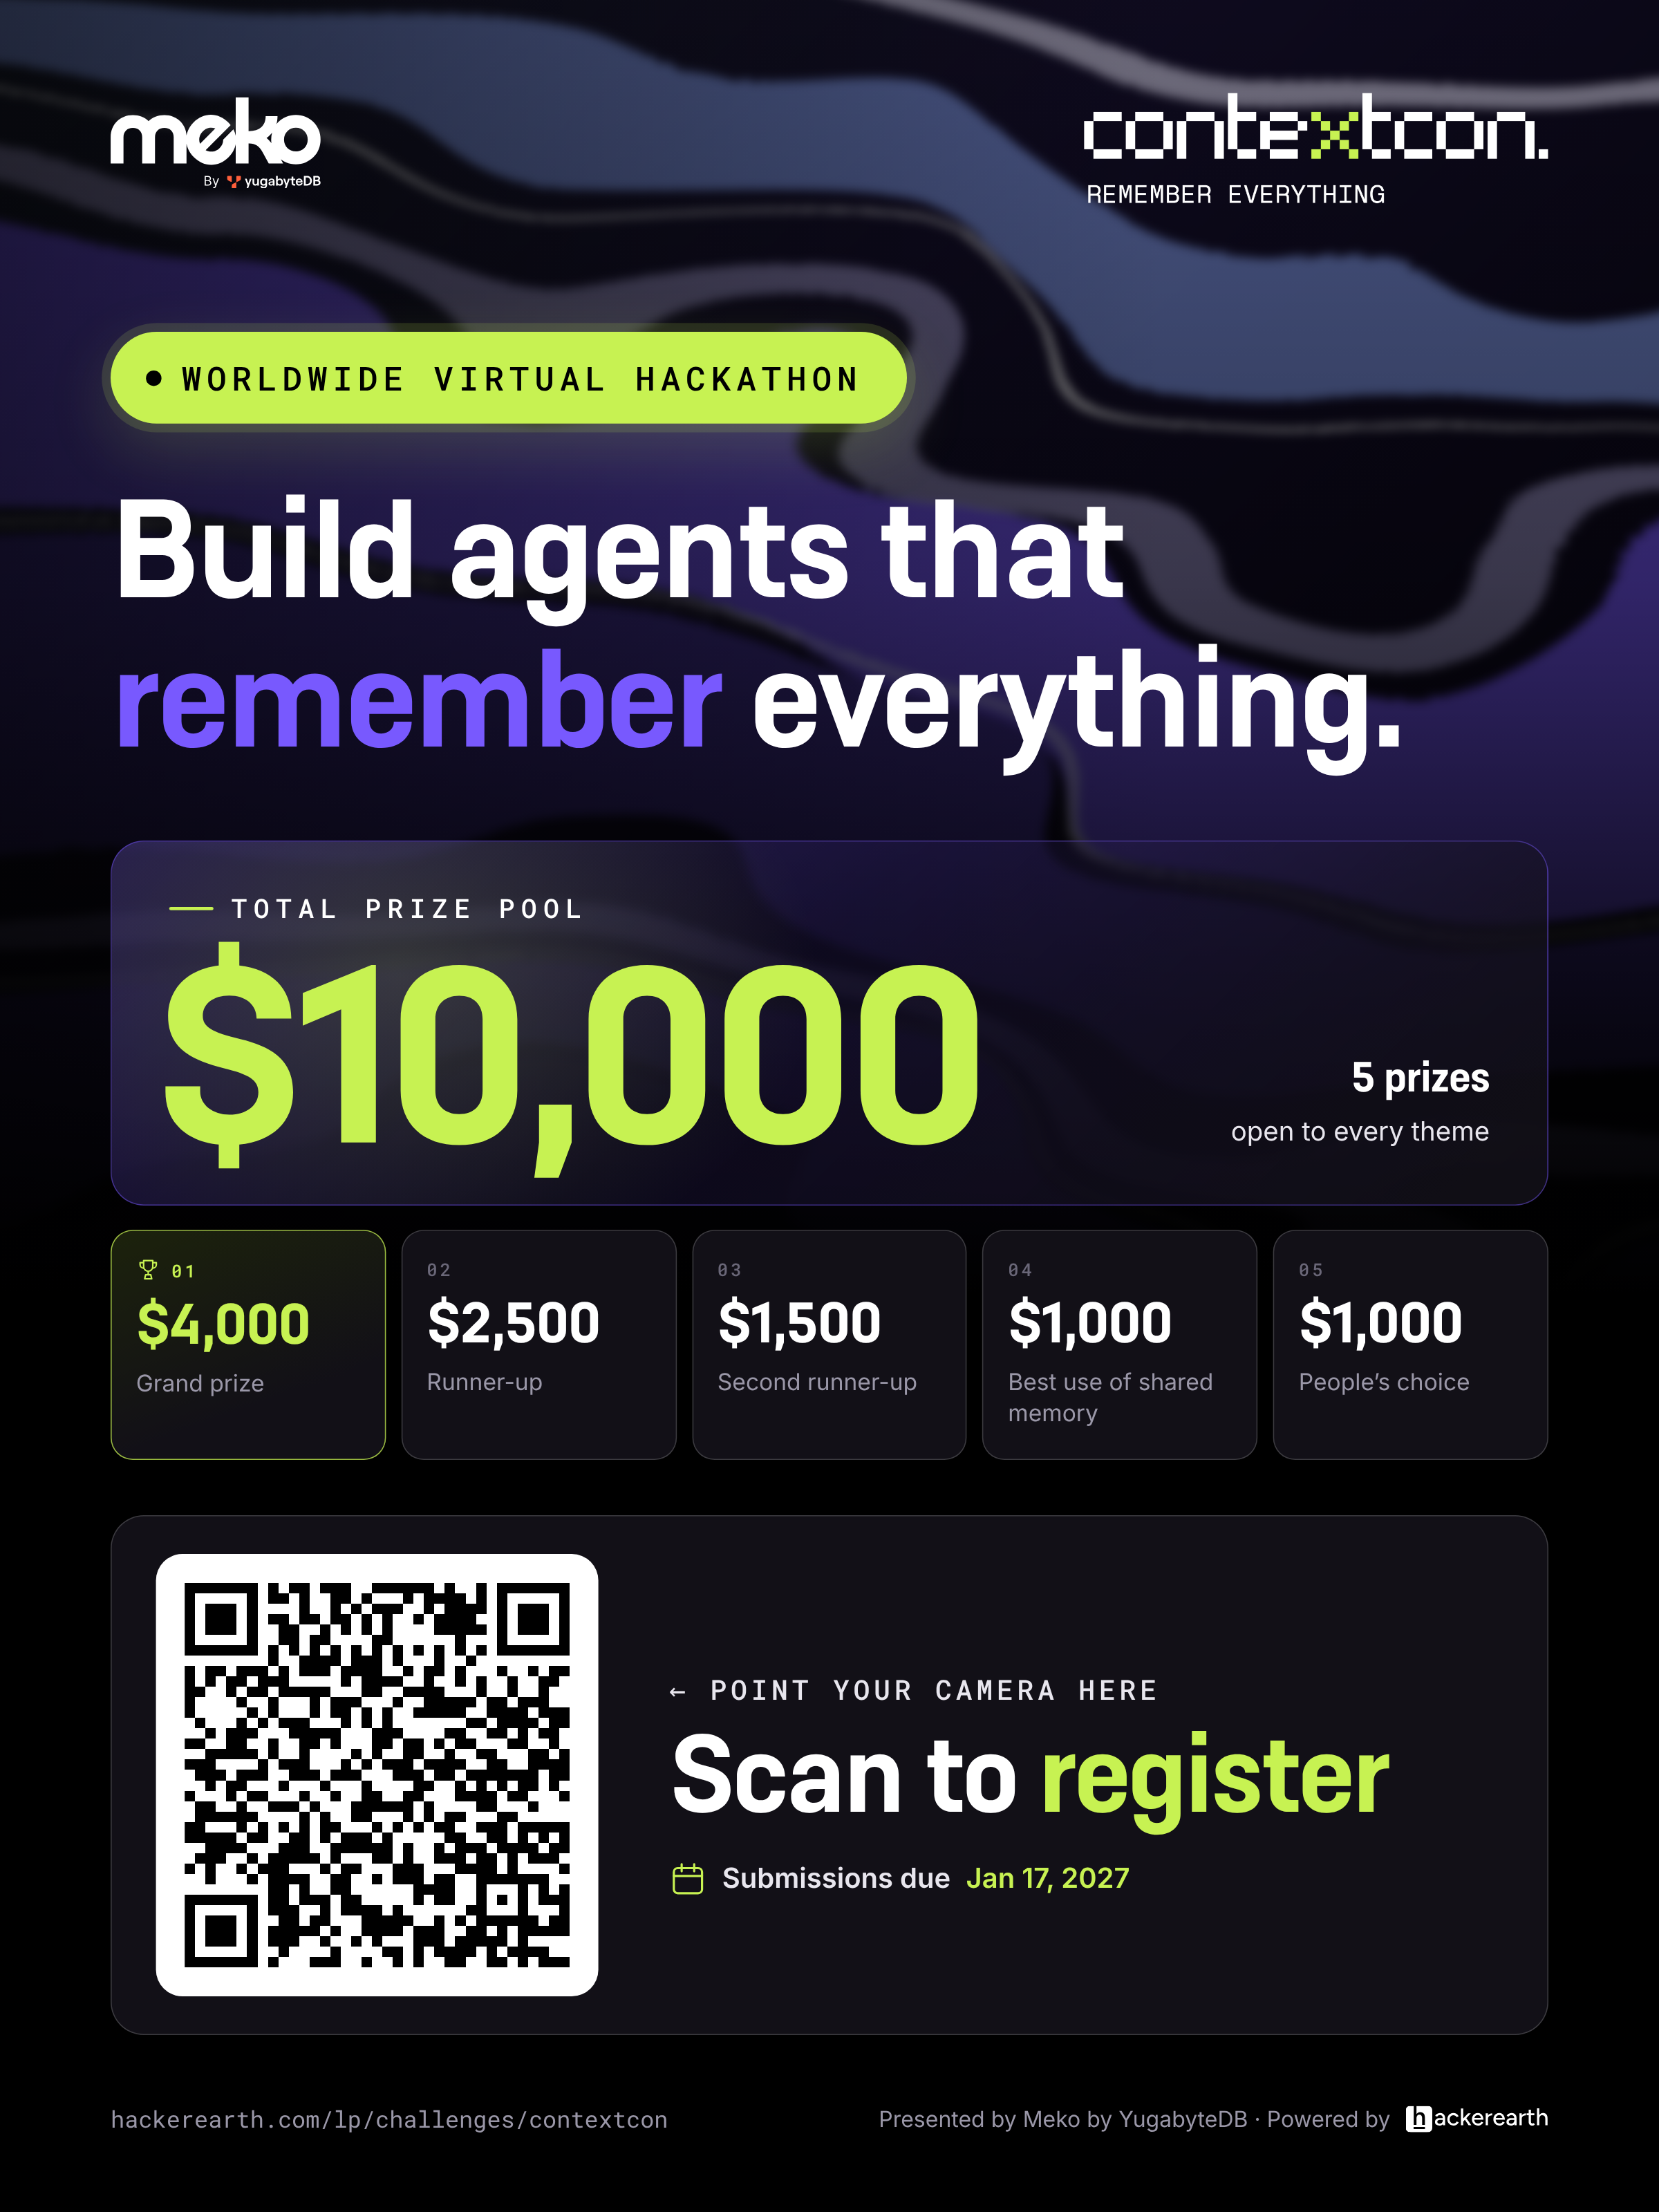 meko
By yugabyteDB
contextcon.
REMEMBER EVERYTHING
WORLDWIDE VIRTUAL HACKATHON
Build agents that
remember everything.
TOTAL PRIZE POOL
$10,000
5 prizes
open to every theme
01
$4,000
Grand prize
02
$2,500
Runner-up
03
$1,500
Second runner-up
04
$1,000
Best use of shared
memory
05
$1,000
People’s choice
← POINT YOUR CAMERA HERE
Scan to register
Submissions due Jan 17, 2027
hackerearth.com/lp/challenges/contextcon
Presented by Meko by YugabyteDB · Powered by hackerearth